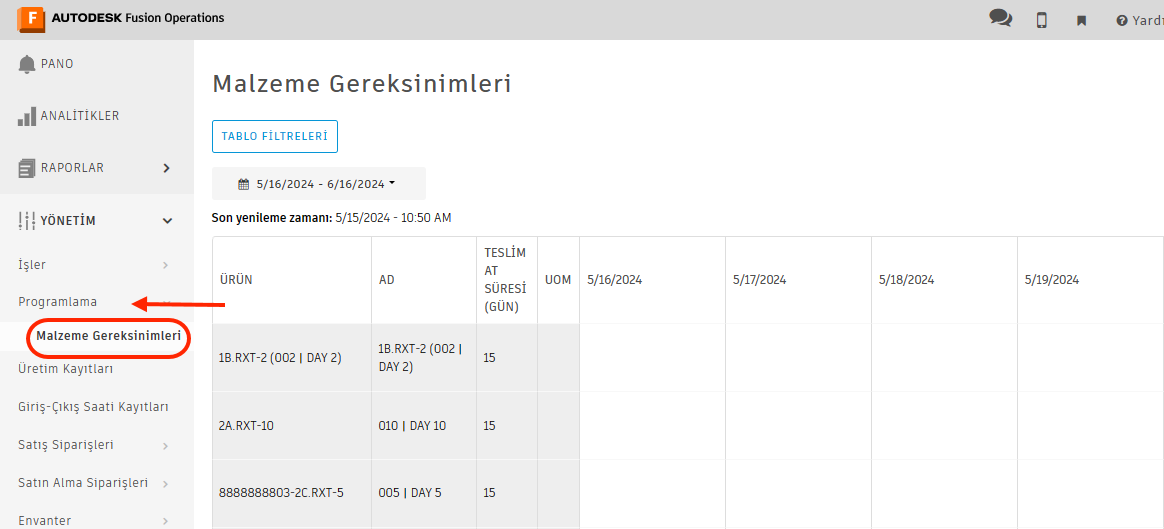 AUTODESK Fusion Operations
Yardı
PANO
ANALİTİKLER
RAPORLAR
YÖNETİM
İşler
Programlama
Malzeme Gereksinimleri
Üretim Kayıtları
Giriş-Çıkış Saati Kayıtları
Satış Siparişleri
Satın Alma Siparişleri
Envanter
Malzeme Gereksinimleri
TABLO FİLTRELERİ
5/16/2024 - 6/16/2024
Son yenileme zamanı: 5/15/2024 - 10:50 AM
ÜRÜN
AD
TESLİM
AT
SÜRESİ
(GÜN)
UOM
5/16/2024
5/17/2024
5/18/2024
5/19/2024
1B.RXT-2 (002 | DAY 2)
1B.RXT-2 (002 |
DAY 2)
15
2A.RXT-10
010 | DAY 10
15
8888888803-2C.RXT-5
005 | DAY 5
15